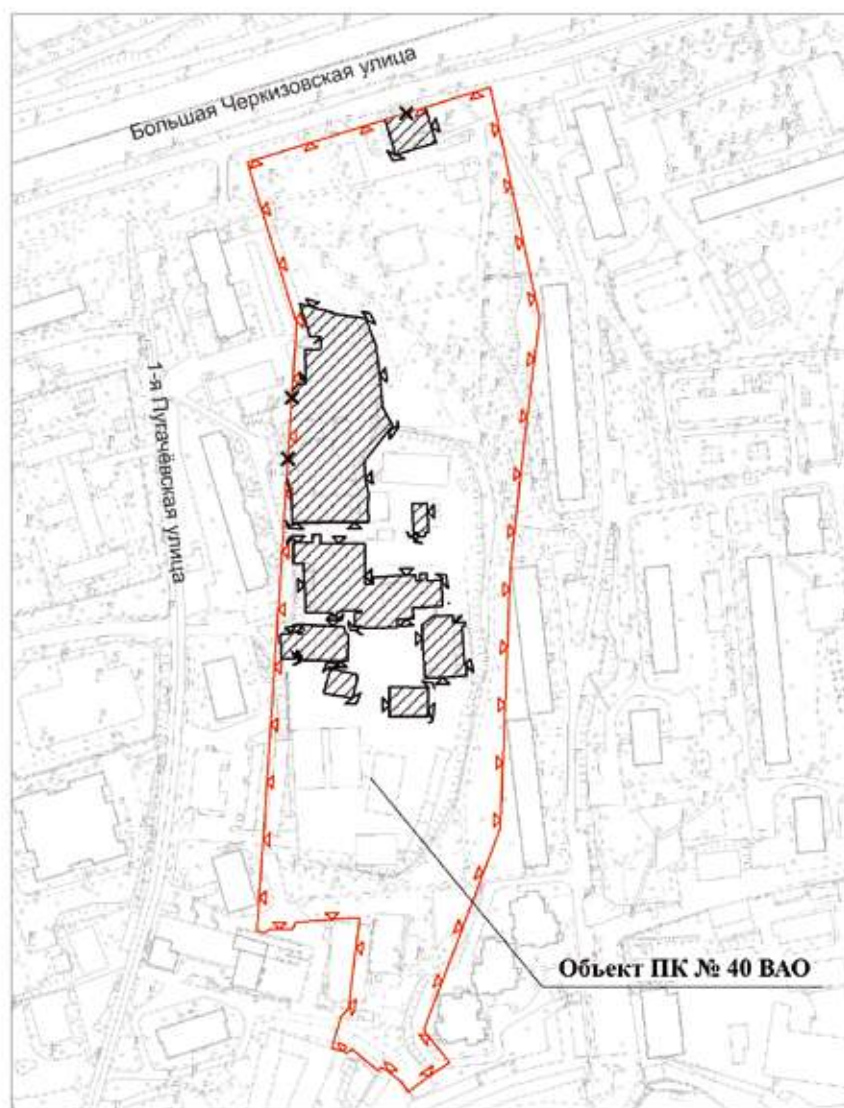 Большая Черкизовская улица
1-я Пугачёвская улица
Объект ПК № 40 ВАО